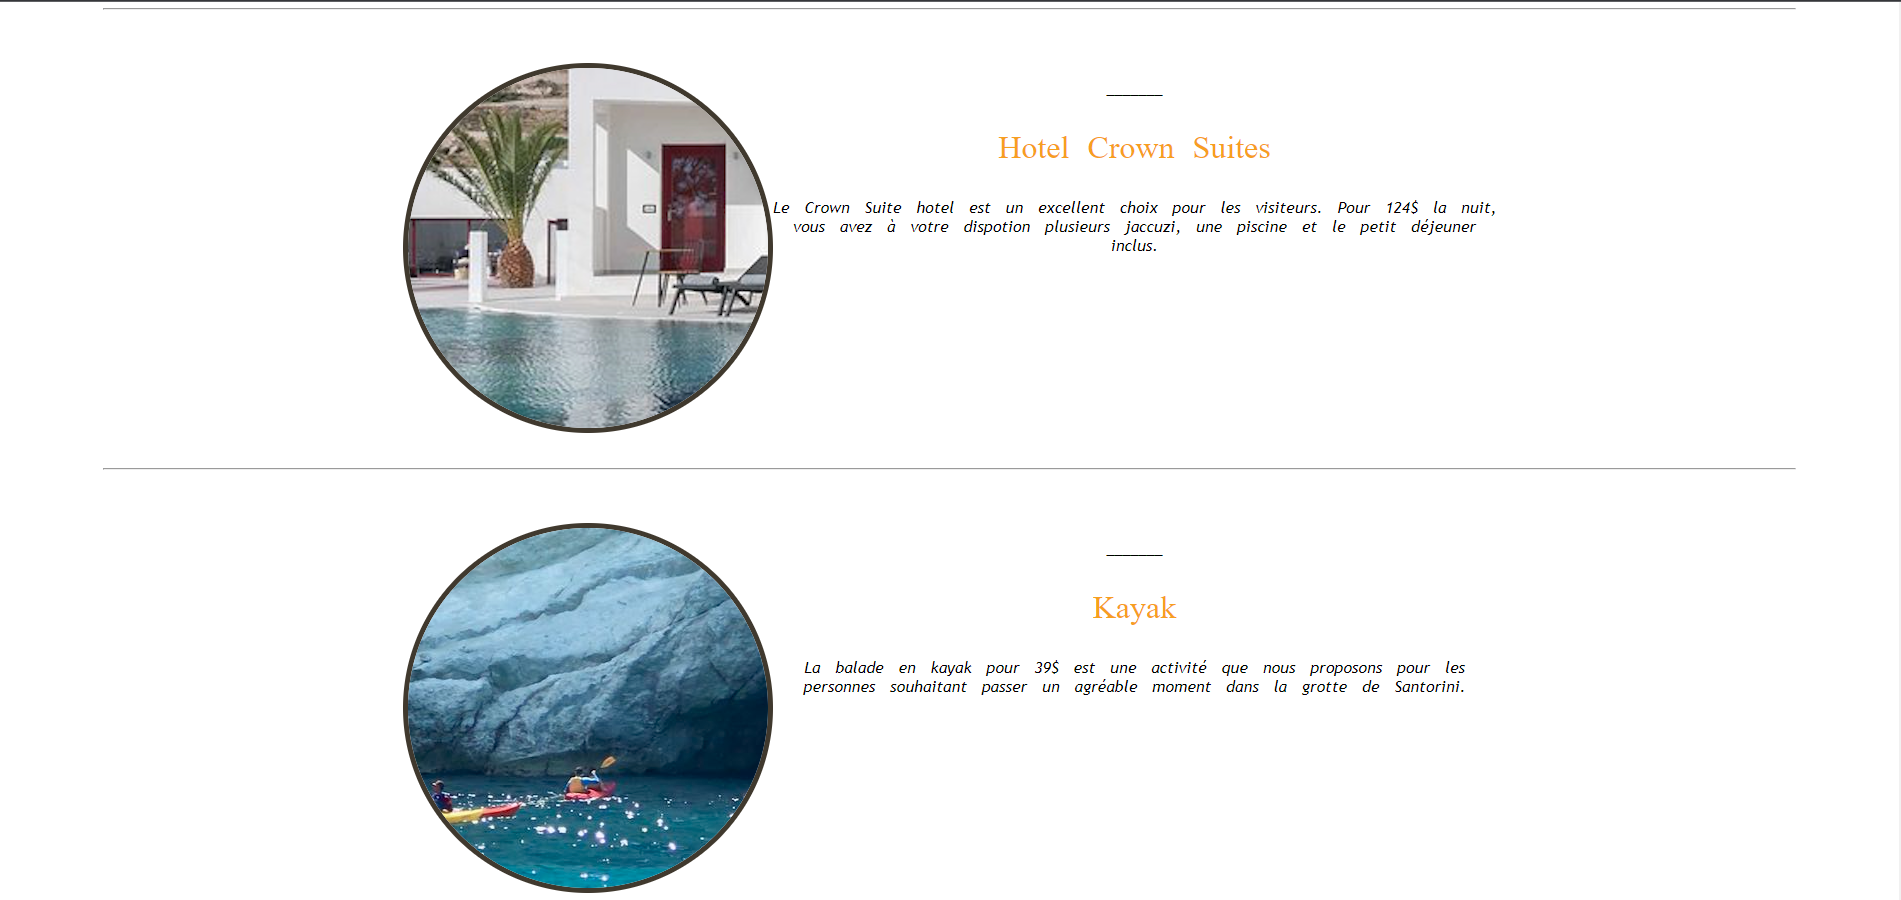 Hotel Crown Suites
Le Crown Suite hotel est un excellent choix pour les visiteurs. Pour 124$ la nuit,
vous avez à votre dispotion plusieurs jaccuzi, une piscine et le petit déjeuner
inclus.
Kayak
La balade en kayak pour 39$ est une activité que nous proposons pour les
personnes souhaitant passer un agréable moment dans la grotte de Santorini.